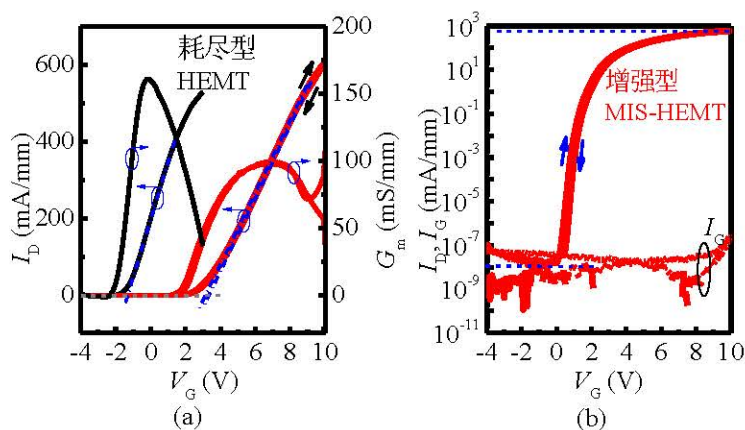 耗尽型
HEMT
600
400
200
0
I_D (mA/mm)
200
150
100
50
0
G_m (mS/mm)
-2 0 2 4 6 8 10
V_G (V)
(a)
10^3
10^1
10^-1
10^-3
10^-5
10^-7
10^-9
10^-11
I_D, I_G (mA/mm)
增强型
MIS-HEMT
I_G
-4 -2 0 2 4 6 8 10
V_G (V)
(b)